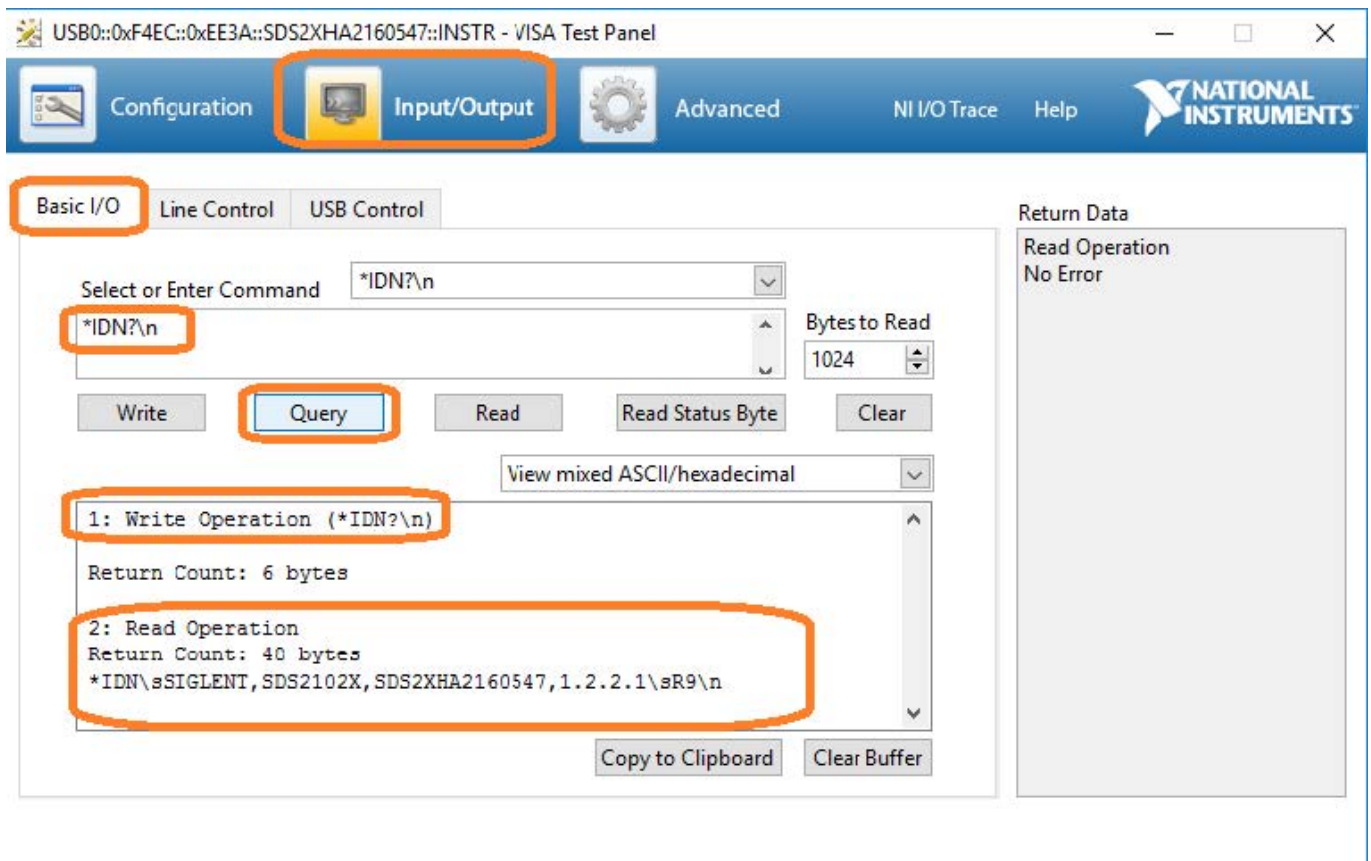 USB0::0xF4EC::0xEE3A::SDS2XHA2160547::INSTR - VISA Test Panel
Configuration
Input/Output
Advanced
NI I/O Trace
Help
NATIONAL
INSTRUMENTS
Basic I/O
Line Control
USB Control
Select or Enter Command
*IDN?\n
*IDN?\n
Bytes to Read
1024
Write
Query
Read
Read Status Byte
Clear
View mixed ASCII/hexadecimal
1: Write Operation (*IDN?\n)
Return Count: 6 bytes
2: Read Operation
Return Count: 40 bytes
*IDN\sSIGLENT,SDS2102X,SDS2XHA2160547,1.2.2.1\sR9\n
Copy to Clipboard
Clear Buffer
Return Data
Read Operation
No Error